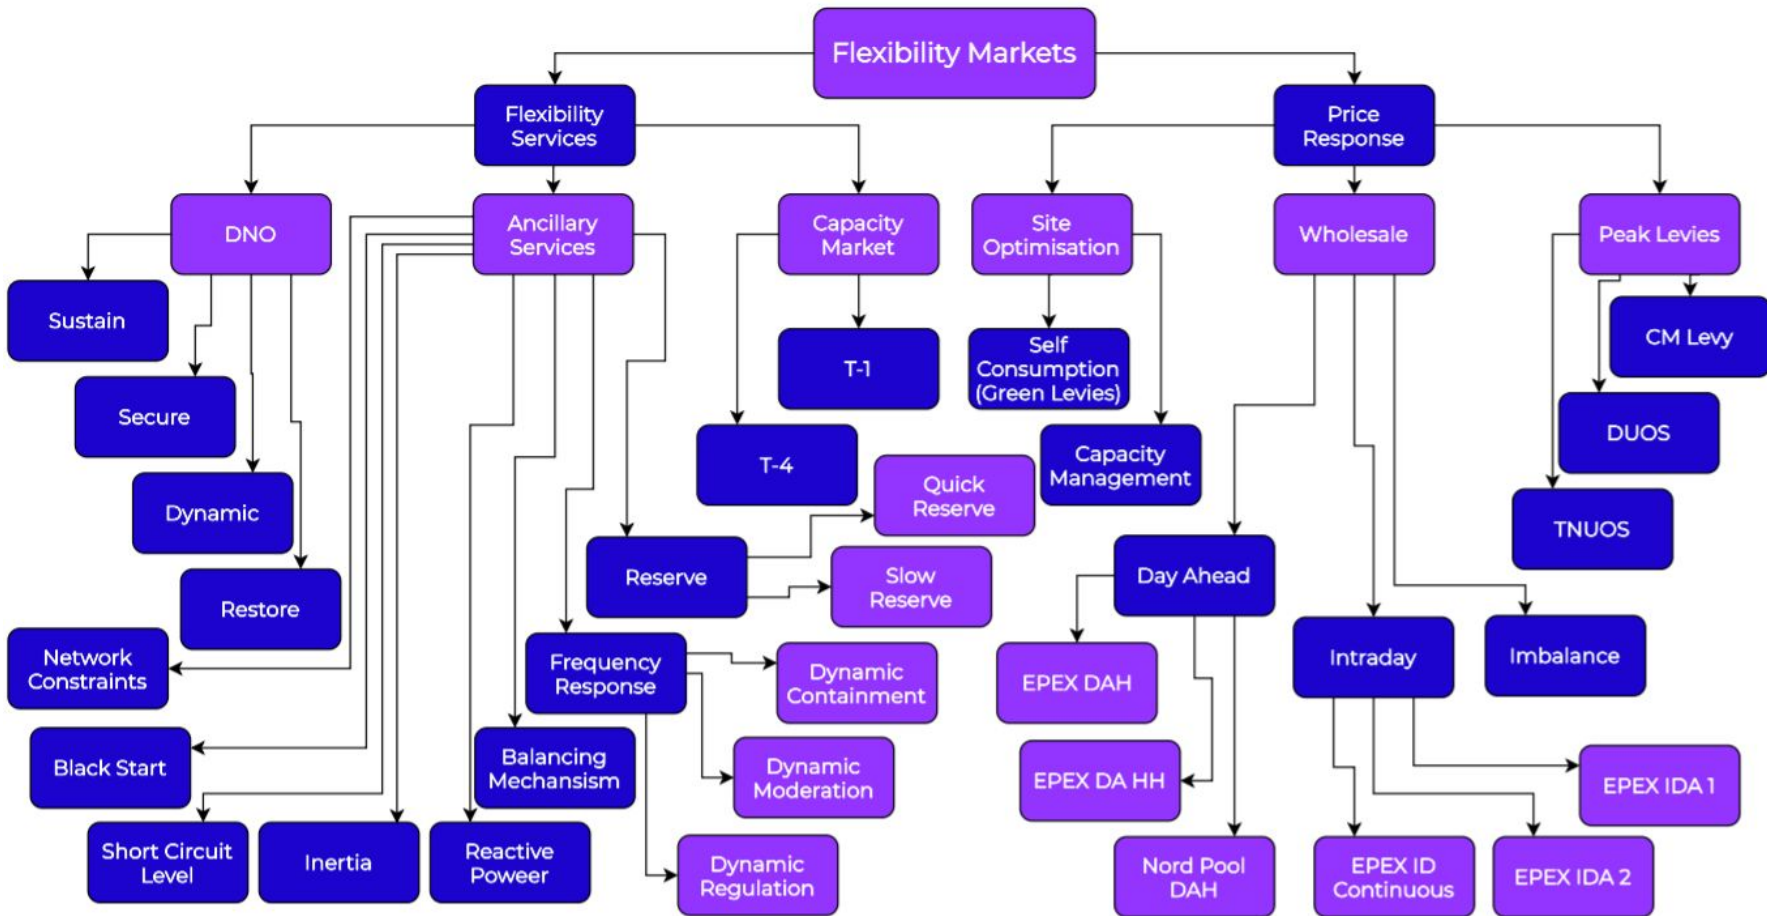 Flexibility Markets
Flexibility
Services
Price
Response
DNO
Ancillary
Services
Capacity
Market
Site
Optimisation
Wholesale
Peak Levies
Sustain
Secure
Dynamic
Restore
Network
Constraints
Black Start
Short Circuit
Level
Inertia
Reactive
Poweer
Balancing
Mechansism
Frequency
Response
Reserve
Quick
Reserve
Slow
Reserve
Dynamic
Containment
Dynamic
Moderation
Dynamic
Regulation
T-1
T-4
Self
Consumption
(Green Levies)
Capacity
Management
Day Ahead
EPEX DAH
EPEX DA HH
Nord Pool
DAH
Intraday
EPEX ID
Continuous
EPEX IDA 2
EPEX IDA 1
Imbalance
CM Levy
DUOS
TNUOS